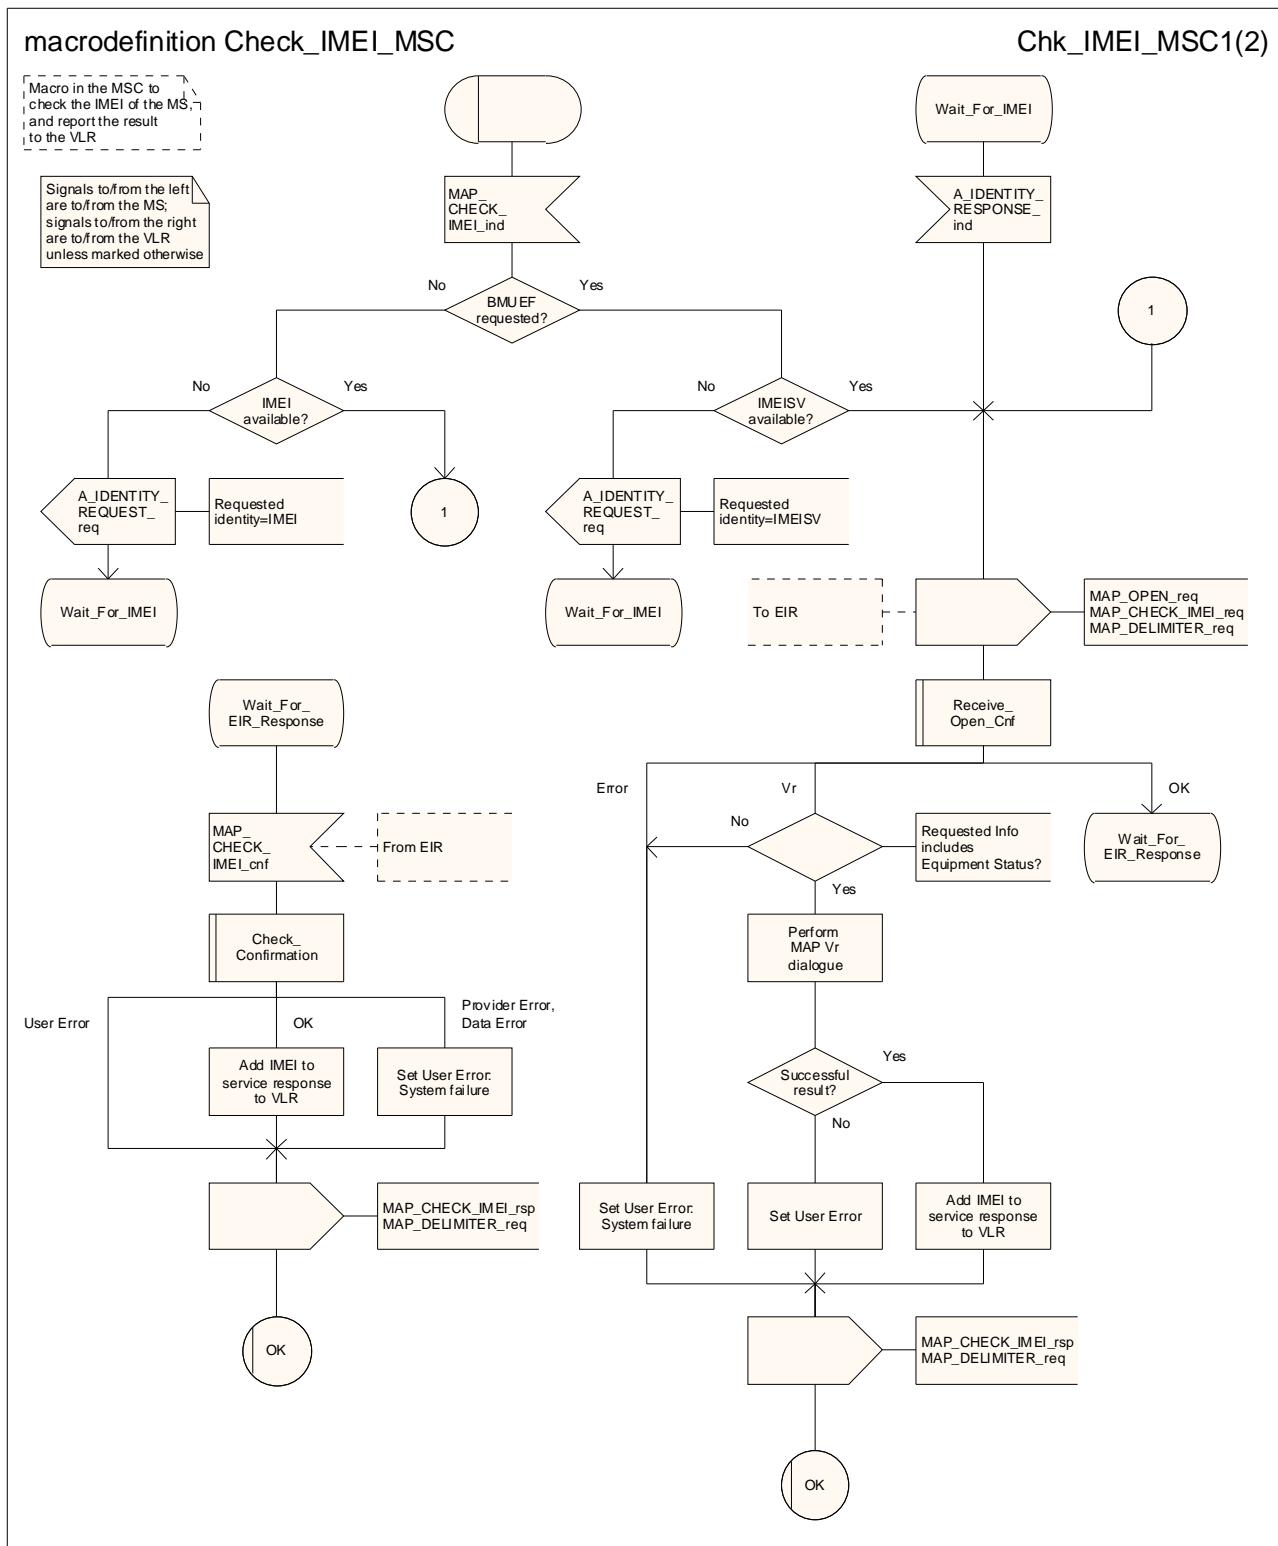 macrodefinition Check_IMEI_MSC
Chk_IMEI_MSC1(2)
Macro in the MSC to
check the IMEI of the MS,
and report the result
to the VLR
Signals to/from the left
are to/from the MS;
signals to/from the right
are to/from the VLR
unless marked otherwise
MAP_
CHECK_
IMEI_ind
Wait_For_IMEI
A_IDENTITY_
RESPONSE_
ind
No
BMUEF
requested?
Yes
1
No
IMEI
available?
Yes
No
IMEISV
available?
Yes
A_IDENTITY_
REQUEST_
req
Requested
identity=IMEI
1
A_IDENTITY_
REQUEST_
req
Requested
identity=IMEISV
Wait_For_IMEI
Wait_For_IMEI
To EIR
MAP_OPEN_req
MAP_CHECK_IMEI_req
MAP_DELIMITER_req
Receive_
Open_Cnf
Wait_For_
EIR_Response
Error
Vr
OK
MAP_
CHECK_
IMEI_cnf
From EIR
No
Requested Info
includes
Equipment Status?
Wait_For_
EIR_Response
Yes
Perform
MAP Vr
dialogue
Check_
Confirmation
User Error
OK
Provider Error,
Data Error
Add IMEI to
service response
to VLR
Set User Error:
System failure
Successful
result?
Yes
No
MAP_CHECK_IMEI_rsp
MAP_DELIMITER_req
Set User Error:
System failure
Set User Error
Add IMEI to
service response
to VLR
OK
MAP_CHECK_IMEI_rsp
MAP_DELIMITER_req
OK